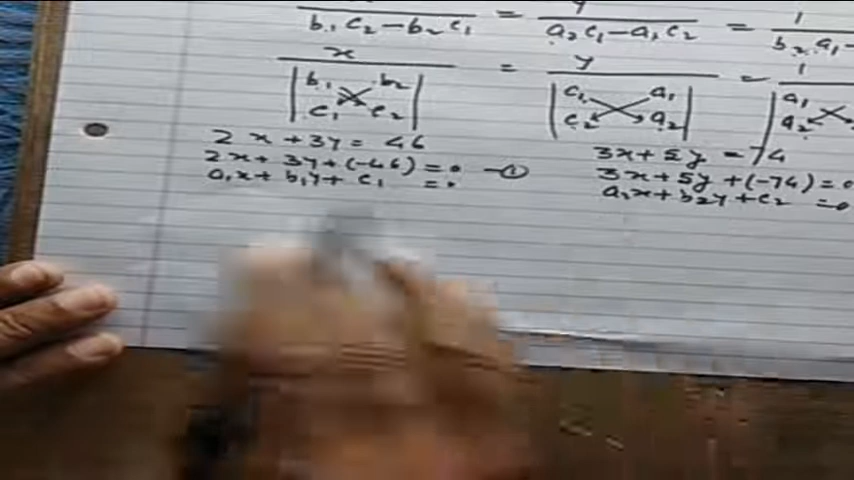 b₁c₂-b₂c₁ = a₂c₁-a₁c₂ = b₂a₁-
x = y = 1
b₁ b₂ c₁ a₁ a₁
c₁ c₂ c₂ a₂ a₂
2x+3y = 46
2x+3y+(-46)=0 -①
a₁x+b₁y+c₁ =0
3x+5y =74
3x+5y+(-74)=0
a₂x+b₂y+c₂ =0